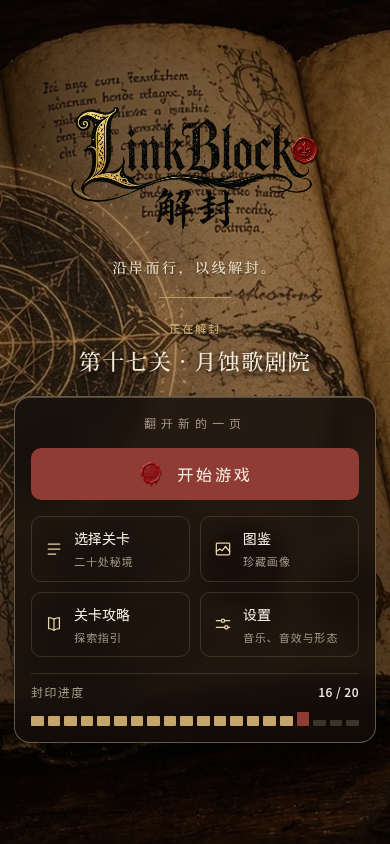 LinkBlock
解封
沿岸而行，以线解封。
正在解封
第十七关 · 月蚀歌剧院
翻开新的一页
开始游戏
选择关卡
二十处秘境
图鉴
珍藏画像
关卡攻略
探索指引
设置
音乐、音效与形态
封印进度
16 / 20